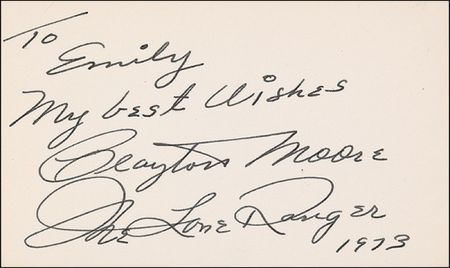 To
Emily
My best Wishes
Clayton Moore
The Lone Ranger
1973